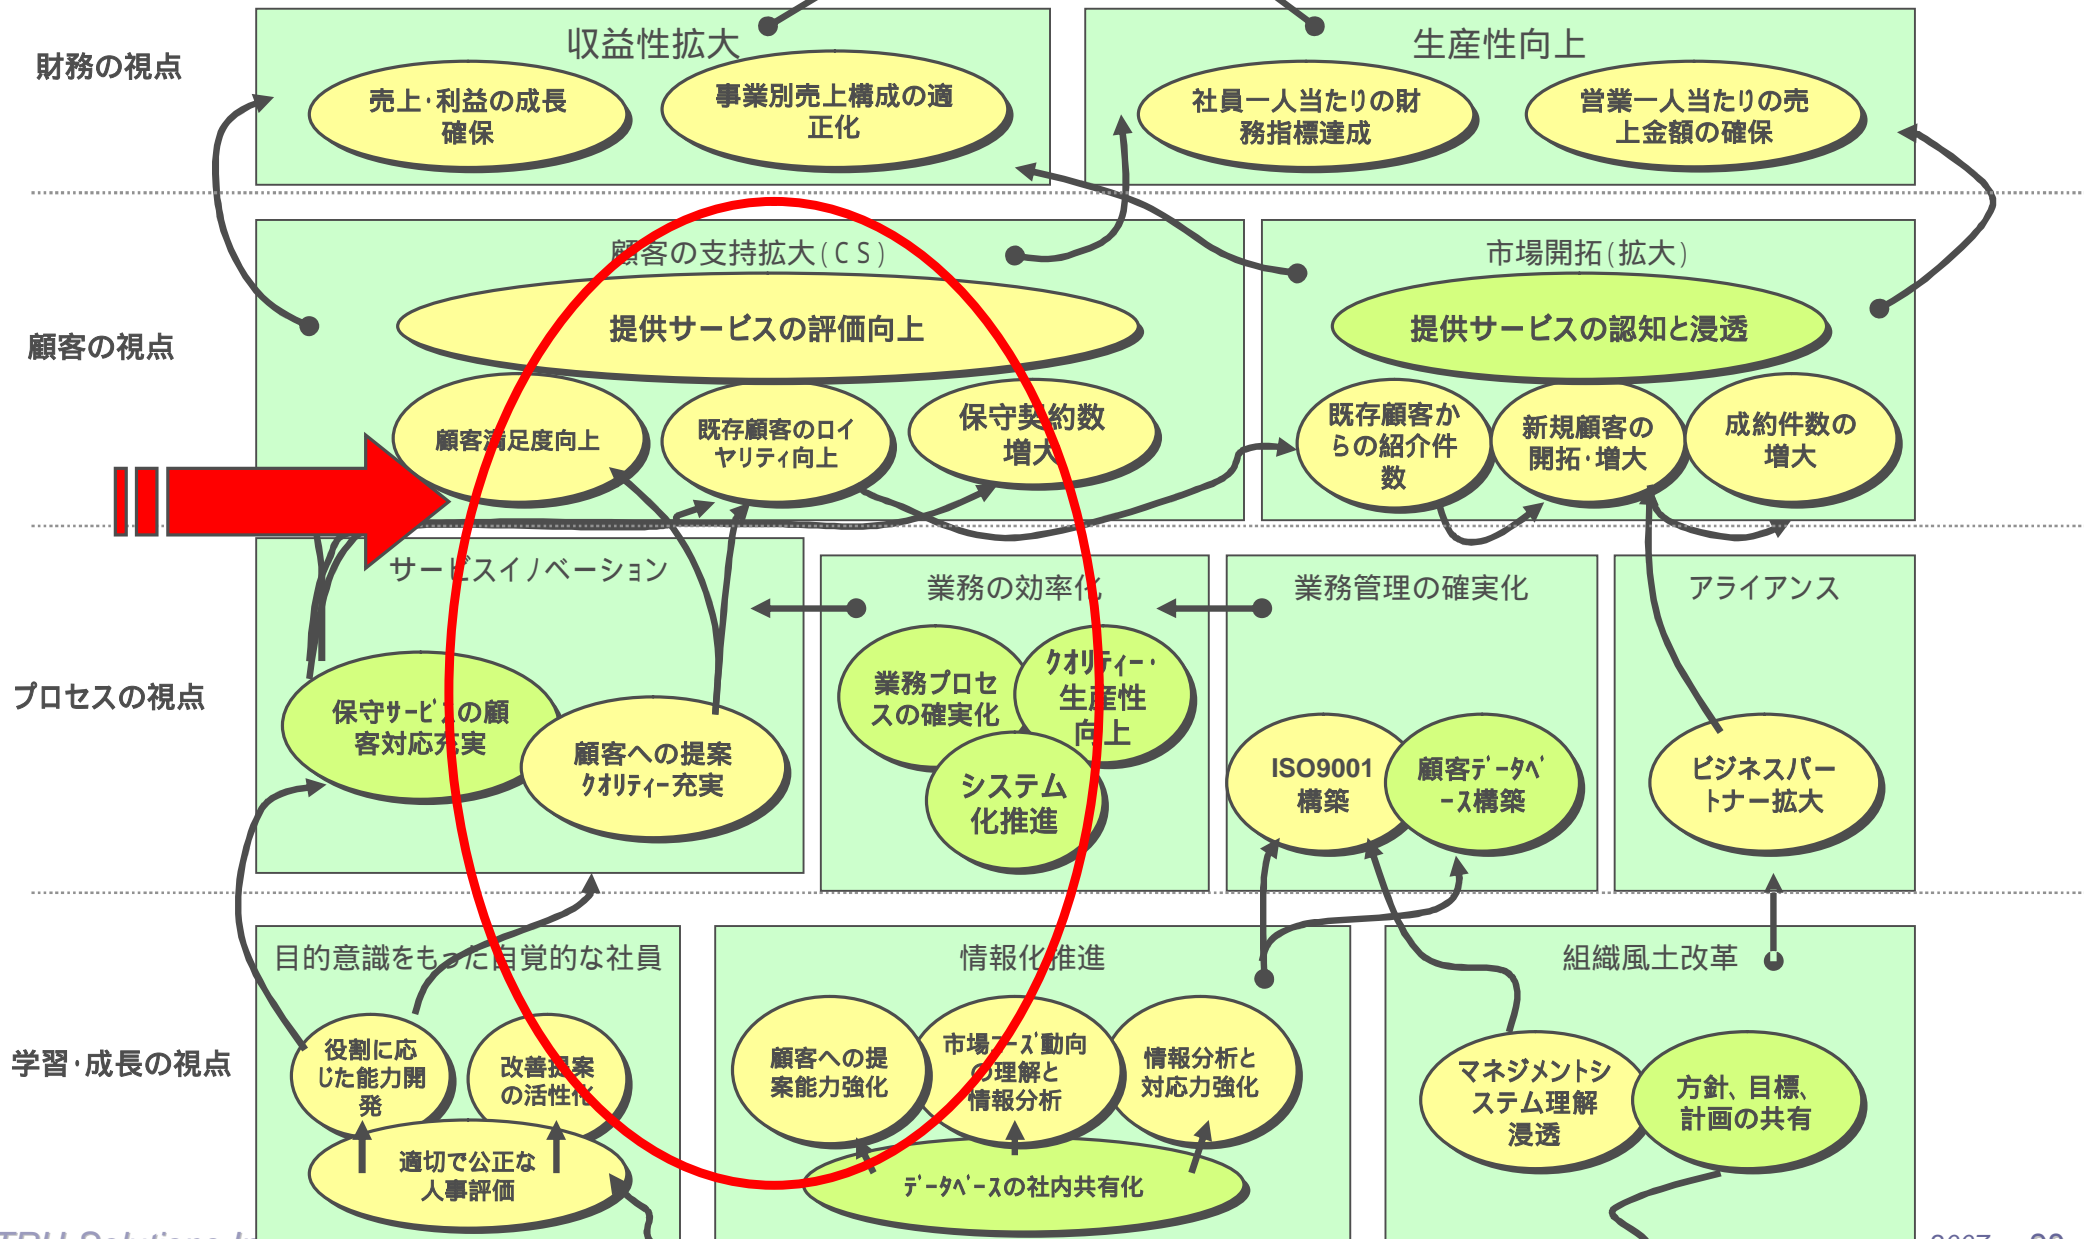 財務の視点
収益性拡大
売上･利益の成長
確保
事業別売上構成の適
正化
生産性向上
社員一人当たりの財
務指標達成
営業一人当たりの売
上金額の確保
顧客の視点
顧客の支持拡大(CS)
提供サービスの評価向上
顧客満足度向上
既存顧客のロイ
ヤリティ向上
保守契約数
増大
市場開拓(拡大)
提供サービスの認知と浸透
既存顧客か
らの紹介件
数
新規顧客の
開拓･増大
成約件数の
増大
プロセスの視点
サービスイノベーション
保守ｻｰﾋﾞｽの顧
客対応充実
顧客への提案
ｸｵﾘﾃｨｰ充実
業務の効率化
業務プロセ
スの確実化
ｸｵﾘﾃｨｰ･
生産性
向上
システム
化推進
業務管理の確実化
ISO9001
構築
顧客ﾃﾞｰﾀﾍﾞ
ｰｽ構築
アライアンス
ビジネスパー
トナー拡大
学習･成長の視点
目的意識をもった自覚的な社員
役割に応
じた能力開
発
改善提案
の活性化
適切で公正な
人事評価
情報化推進
顧客への提
案能力強化
市場ﾆｰｽﾞ動向
の理解と
情報分析
情報分析と
対応力強化
ﾃﾞｰﾀﾍﾞｰｽの社内共有化
組織風土改革
マネジメントシ
ステム理解
浸透
方針、目標、
計画の共有